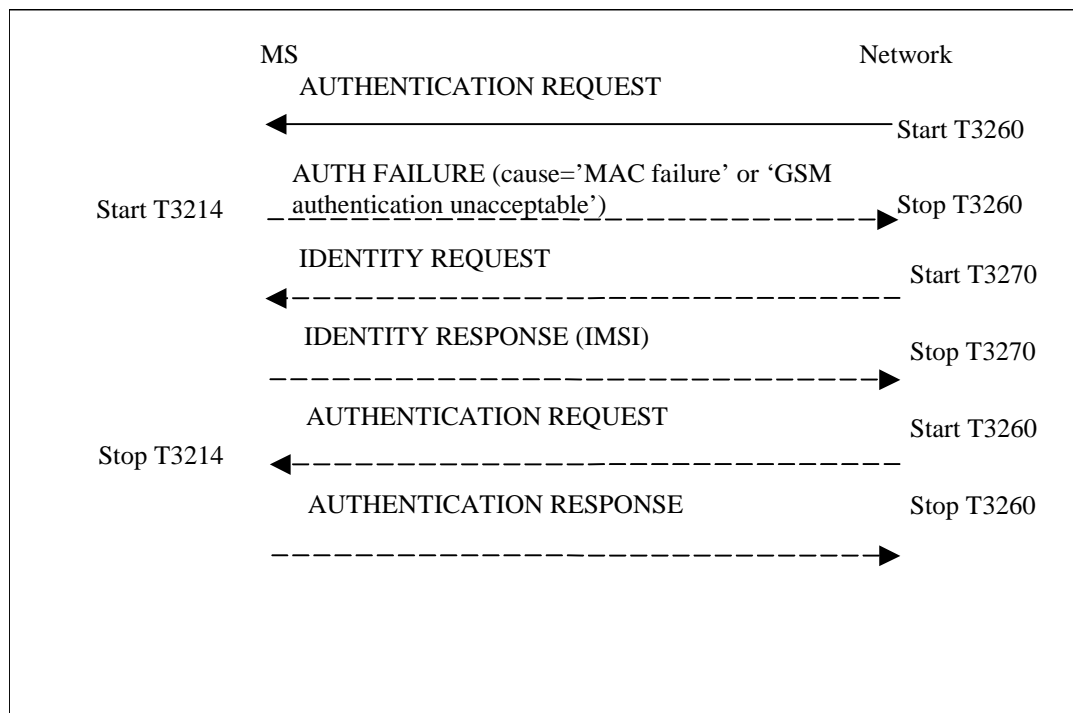 MS
Network
AUTHENTICATION REQUEST
Start T3260
AUTH FAILURE (cause=’MAC failure’ or ‘GSM
authentication unacceptable’)
Start T3214
Stop T3260
IDENTITY REQUEST
Start T3270
IDENTITY RESPONSE (IMSI)
Stop T3270
AUTHENTICATION REQUEST
Start T3260
Stop T3214
AUTHENTICATION RESPONSE
Stop T3260